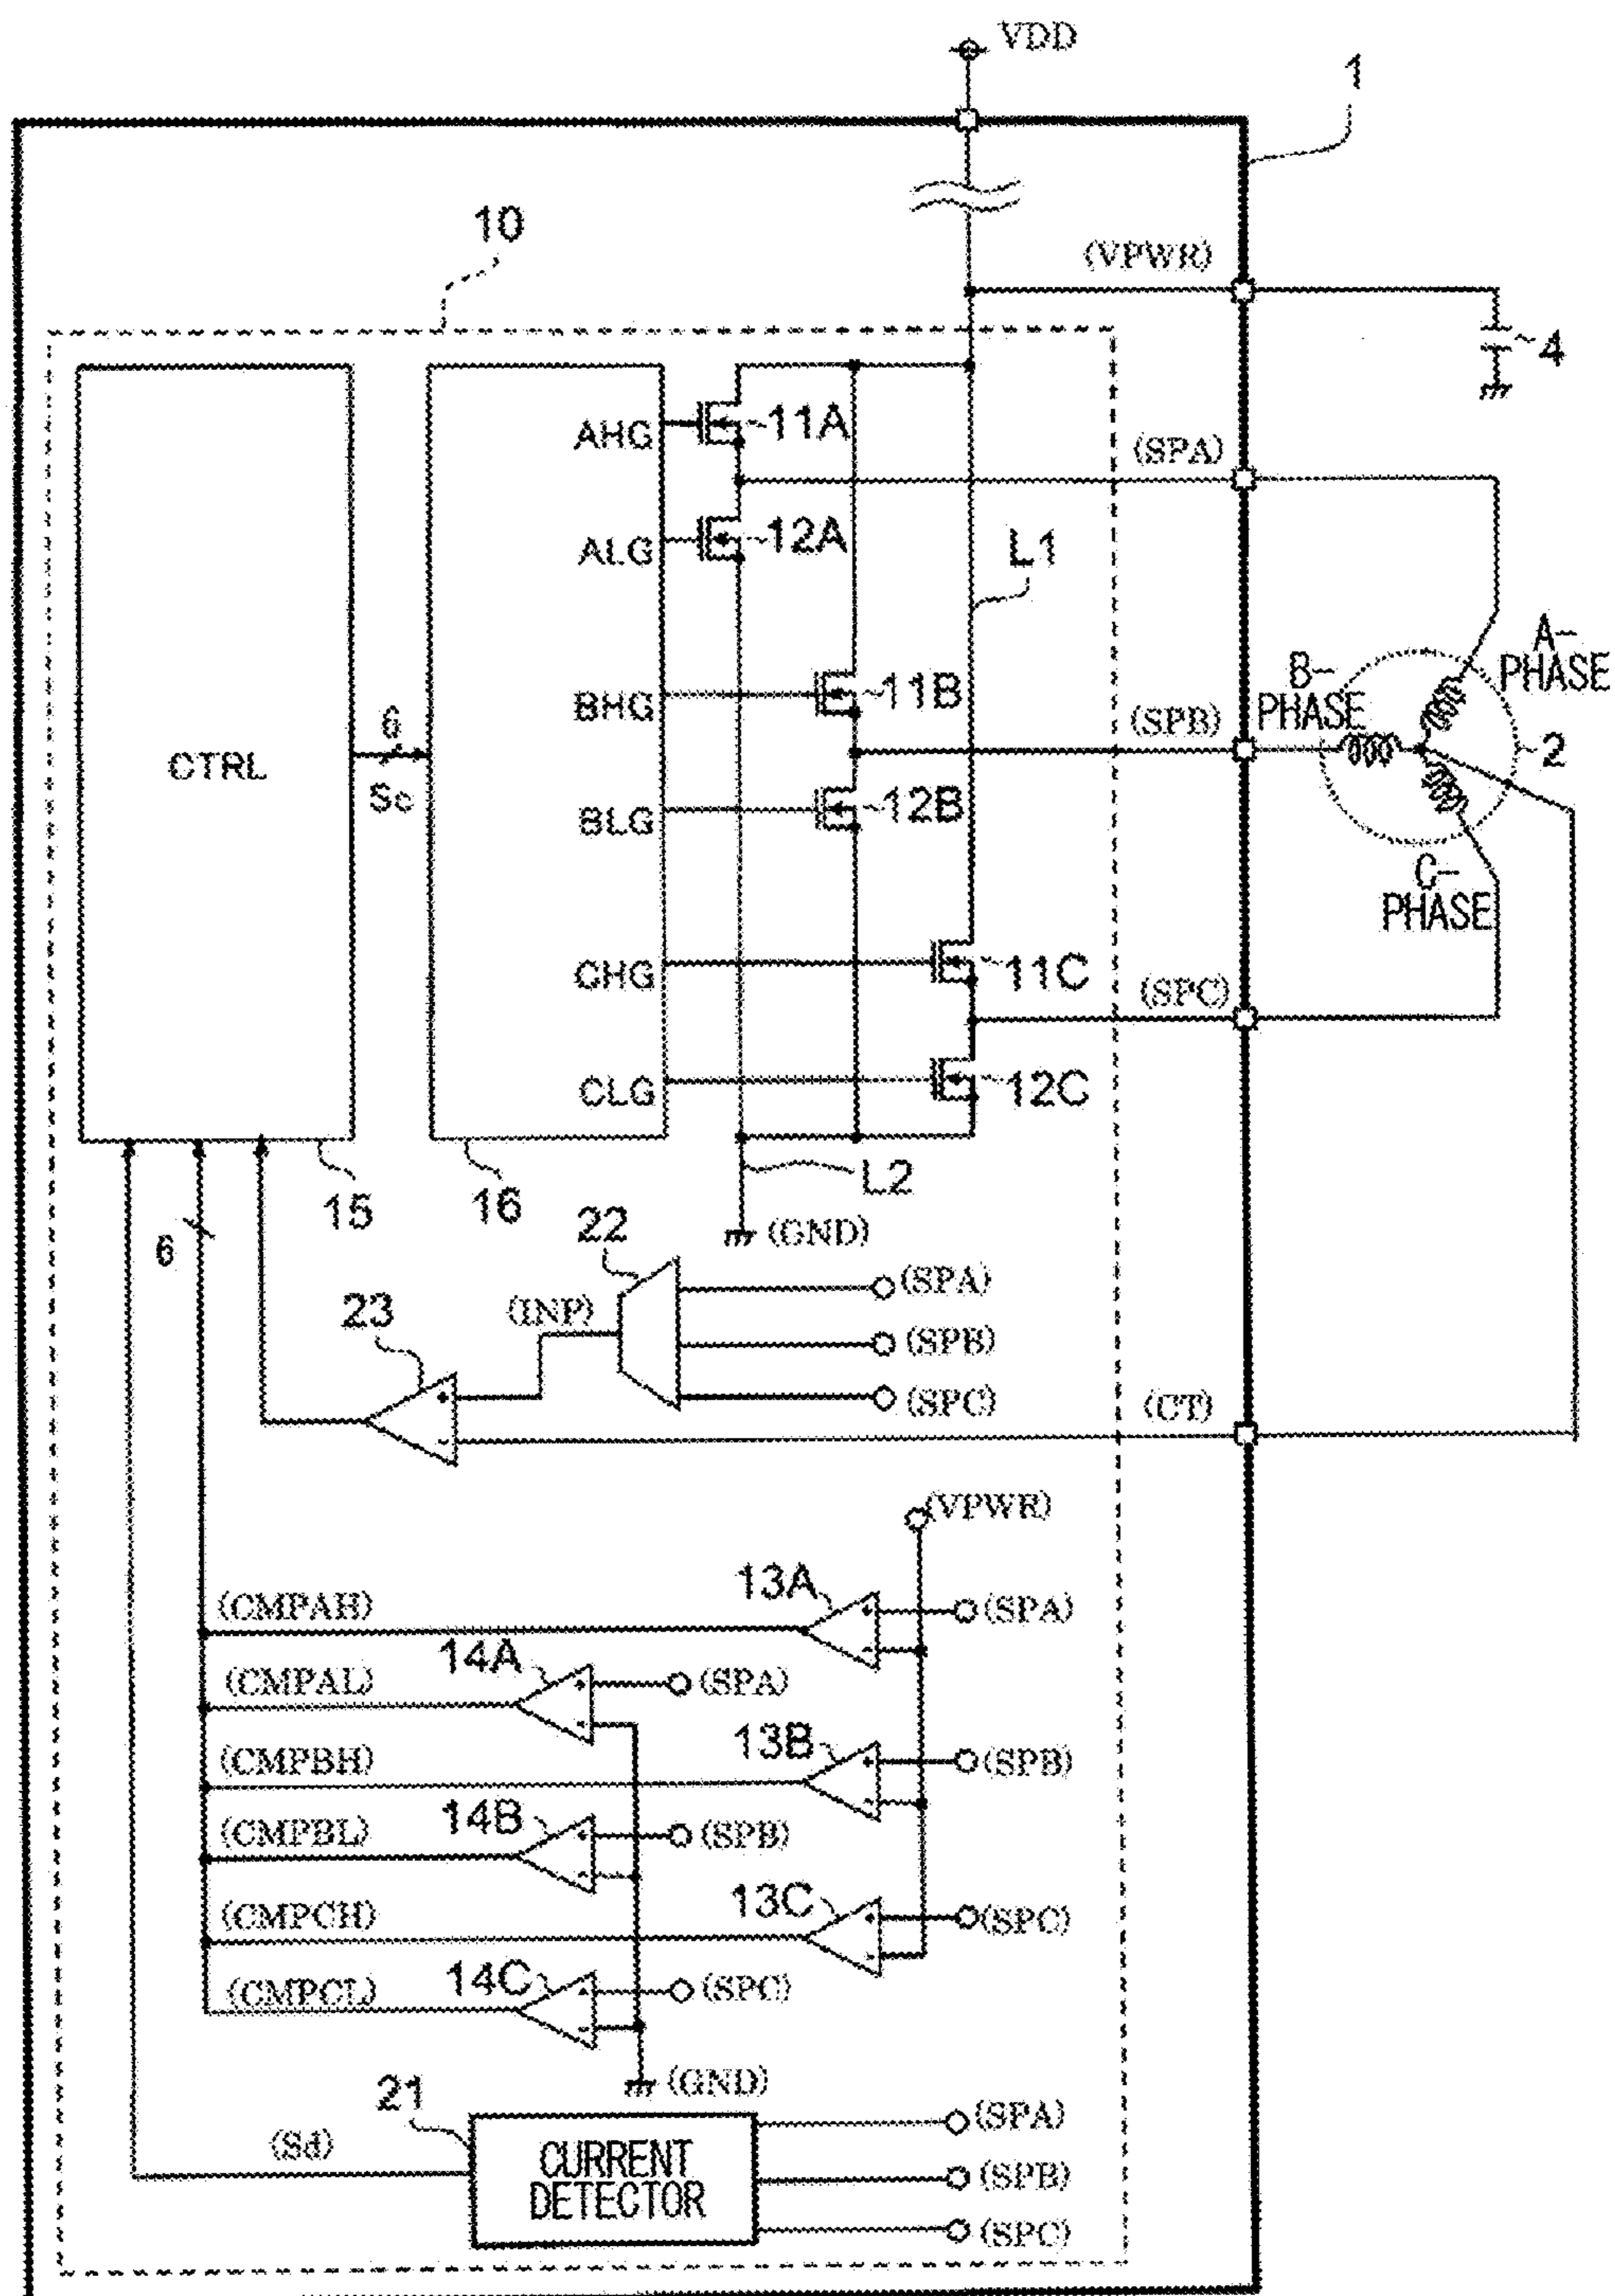 VDD
1
10
(VPWR)
4
AHG
11A
(SPA)
ALG
12A
L1
A-
PHASE
B-
PHASE
BHG
11B
(SPB)
2
CTRL
6
Sc
BLG
12B
C-
PHASE
CHG
11C
(SPC)
CLG
12C
15
16
L2
6
22
(GND)
23
(INP)
(SPA)
(SPB)
(SPC)
(CT)
(VPWR)
(CMPAH)
13A
(SPA)
(CMPAL)
14A
(SPA)
(CMPBH)
13B
(SPB)
(CMPBL)
14B
(SPB)
(CMPCH)
13C
(SPC)
(CMPCL)
14C
(SPC)
(GND)
21
(Sd)
CURRENT
DETECTOR
(SPA)
(SPB)
(SPC)